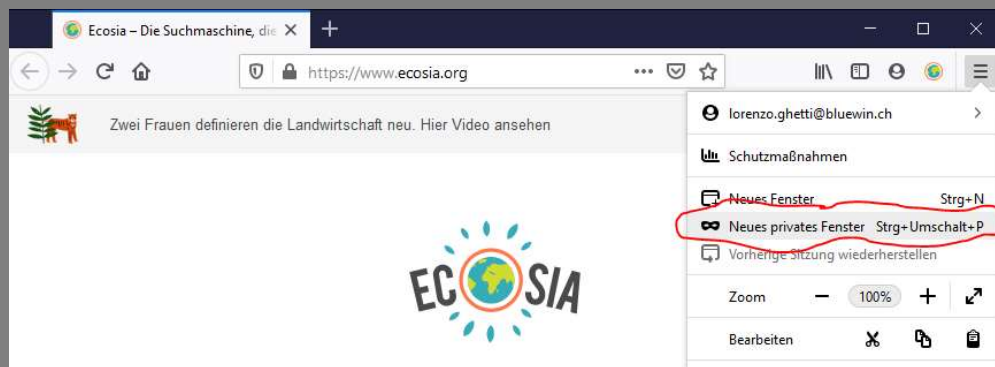 Ecosia – Die Suchmaschine, die
https://www.ecosia.org
Zwei Frauen definieren die Landwirtschaft neu. Hier Video ansehen
ECOSIA
lorenzo.ghetti@bluewin.ch
Schutzmaßnahmen
Neues Fenster Strg+N
Neues privates Fenster Strg+Umschalt+P
Vorherige Sitzung wiederherstellen
Zoom 100%
Bearbeiten